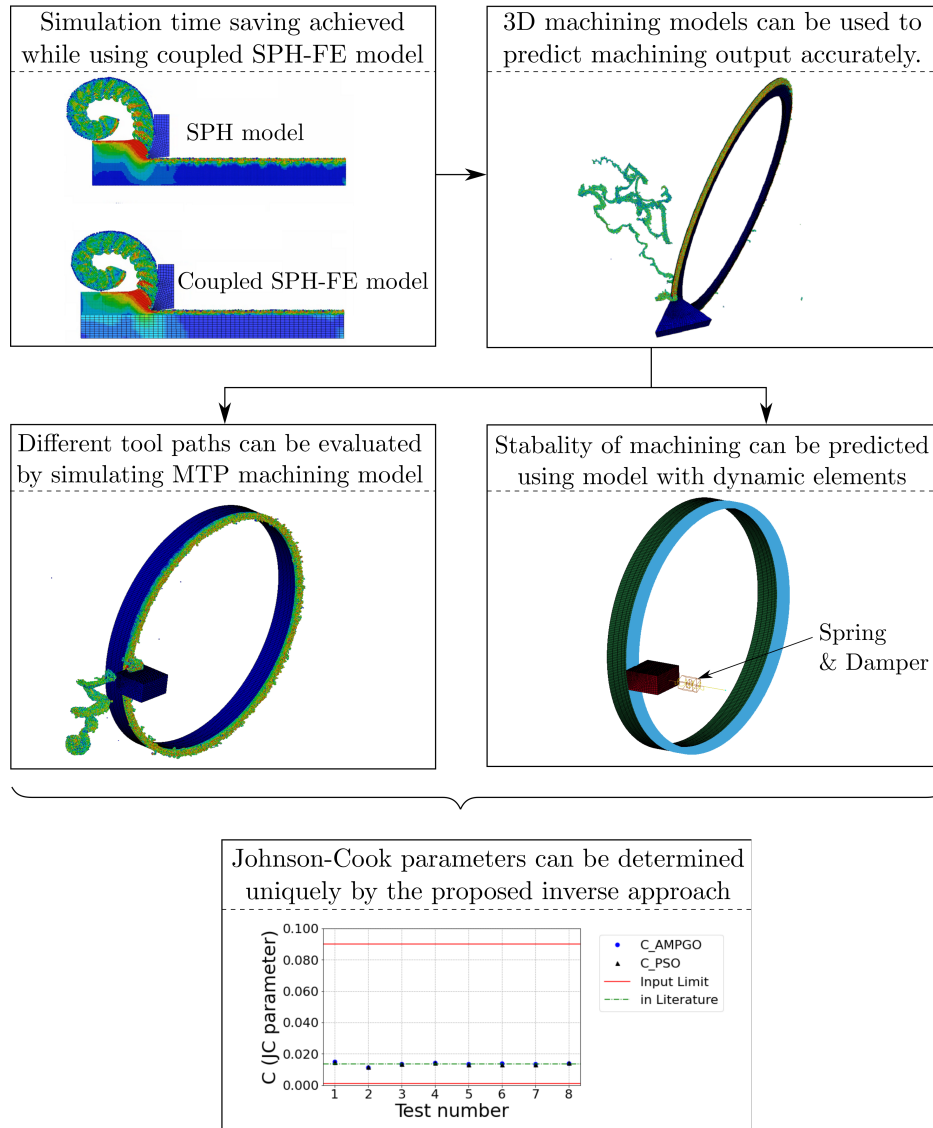 Simulation time saving achieved
while using coupled SPH-FE model
SPH model
Coupled SPH-FE model
3D machining models can be used to
predict machining output accurately.
Different tool paths can be evaluated
by simulating MTP machining model
Stabality of machining can be predicted
using model with dynamic elements
Spring
& Damper
Johnson-Cook parameters can be determined
uniquely by the proposed inverse approach
C (JC parameter)
0.100
0.080
0.060
0.040
0.020
0.000
1 2 3 4 5 6 7 8
Test number
C_AMPGO
C_PSO
Input Limit
in Literature